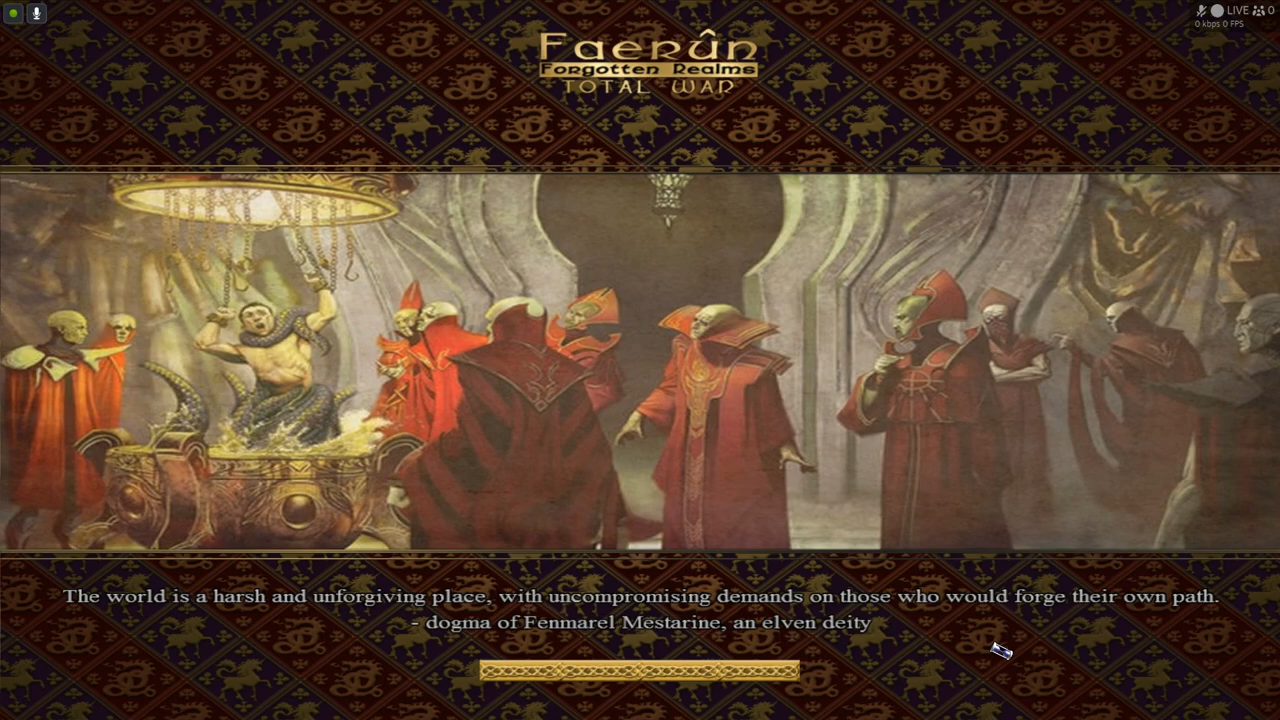 LIVE 0
0 kbps 0 FPS
Faerûn
Forgotten Realms
TOTAL WAR
The world is a harsh and unforgiving place, with uncompromising demands on those who would forge their own path.
- dogma of Fenmarel Mestarine, an elven deity